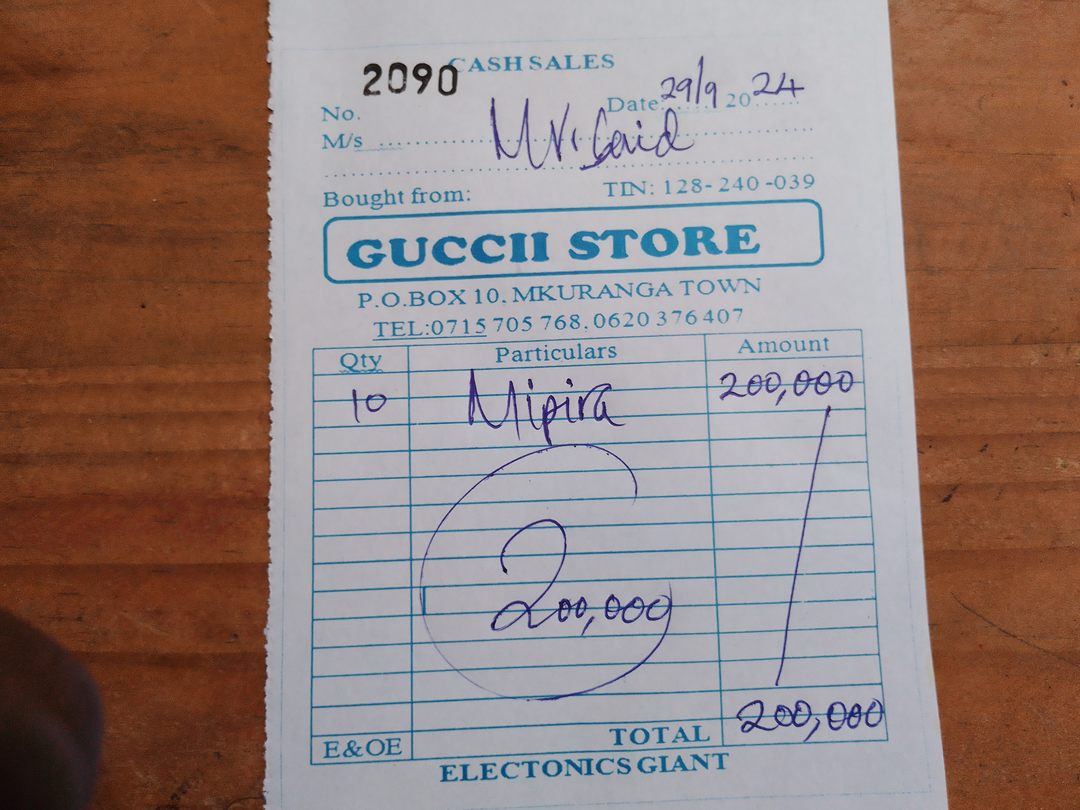 CASH SALES
No. 2090 Date 29/9 2024
M/s Mr. Said
Bought from: TIN: 128-240-039
GUCCII STORE
P.O.BOX 10, MKURANGA TOWN
TEL:0715 705 768, 0620 376407
Qty Particulars Amount
10 Mipira 200,000
200,000
200,000
E&OE TOTAL
ELECTONICS GIANT